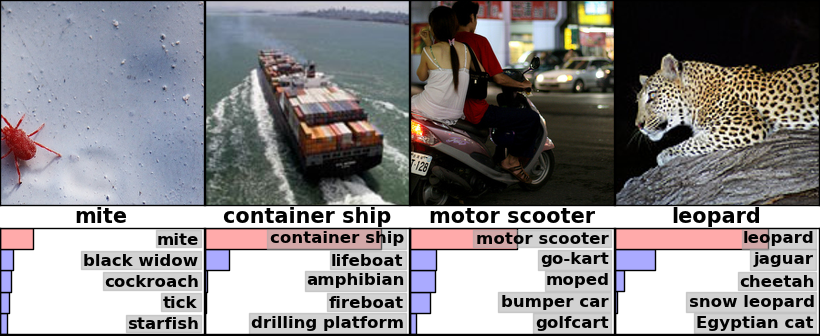 T-128
mite
container ship
motor scooter
leopard
mite
black widow
cockroach
tick
starfish
container ship
lifeboat
amphibian
fireboat
drilling platform
motor scooter
go-kart
moped
bumper car
golfcart
leopard
jaguar
cheetah
snow leopard
Egyptian cat